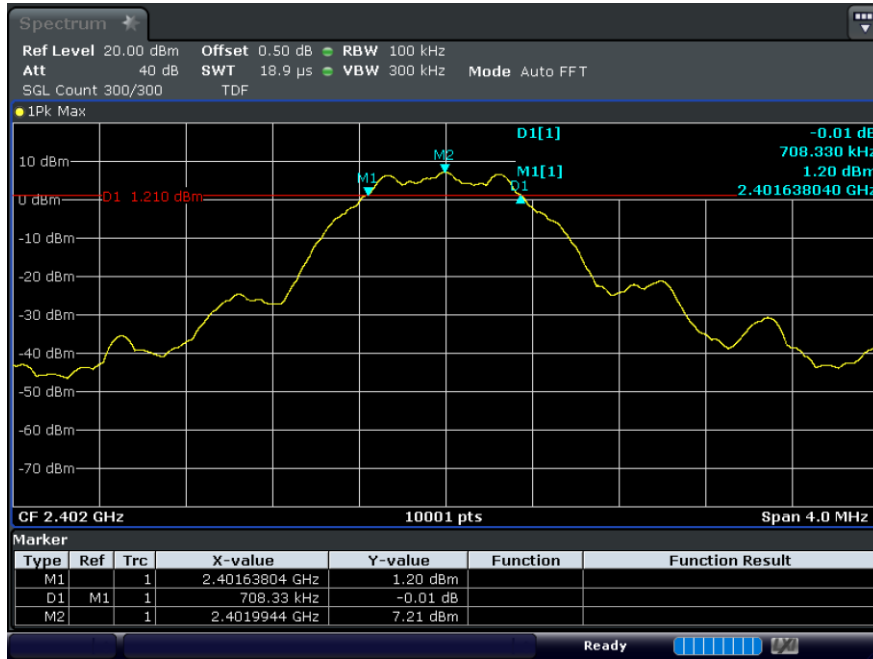 Spectrum
Ref Level 20.00 dBm Offset 0.50 dB RBW 100 kHz
Att 40 dB SWT 18.9 µs VBW 300 kHz Mode Auto FFT
SGL Count 300/300 TDF
1Pk Max
D1[1] -0.01 dB
708.330 kHz
M1[1] 1.20 dBm
2.401638040 GHz
M2
M1
D1
10 dBm
D1 1.210 dBm
0 dBm
-10 dBm
-20 dBm
-30 dBm
-40 dBm
-50 dBm
-60 dBm
-70 dBm
CF 2.402 GHz 10001 pts Span 4.0 MHz
Marker
Type Ref Trc X-value Y-value Function Function Result
M1 1 2.40163804 GHz 1.20 dBm
D1 M1 1 708.33 kHz -0.01 dB
M2 1 2.4019944 GHz 7.21 dBm
Ready